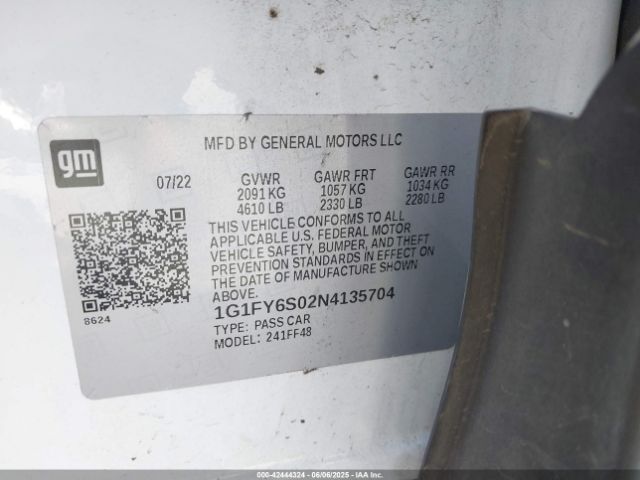 gm
MFD BY GENERAL MOTORS LLC
07/22 GVWR GAWR FRT GAWR RR
2091 KG 1057 KG 1034 KG
4610 LB 2330 LB 2280 LB
THIS VEHICLE CONFORMS TO ALL
APPLICABLE U.S. FEDERAL MOTOR
VEHICLE SAFETY, BUMPER, AND THEFT
PREVENTION STANDARDS IN EFFECT ON
THE DATE OF MANUFACTURE SHOWN
ABOVE.
8624
1G1FY6S02N4135704
TYPE: PASS CAR
MODEL: 241FF48
000-42444324 - 06/06/2025 - IAAI.COM